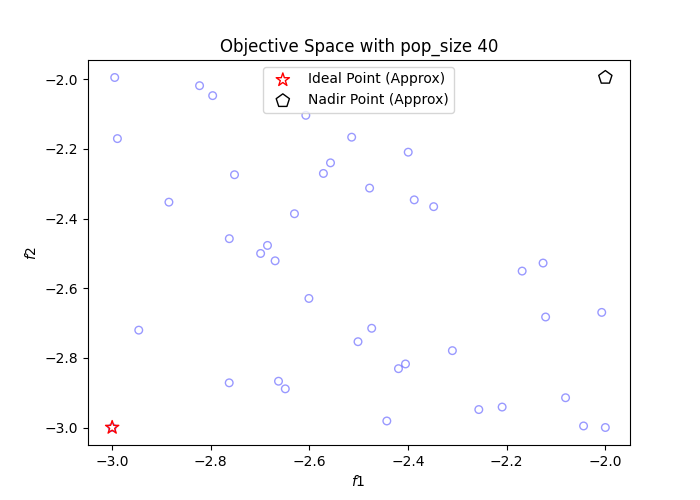 Objective Space with pop_size 40
Ideal Point (Approx)
Nadir Point (Approx)
f2
−2.0
−2.2
−2.4
−2.6
−2.8
−3.0
−3.0
−2.8
−2.6
−2.4
−2.2
−2.0
f1